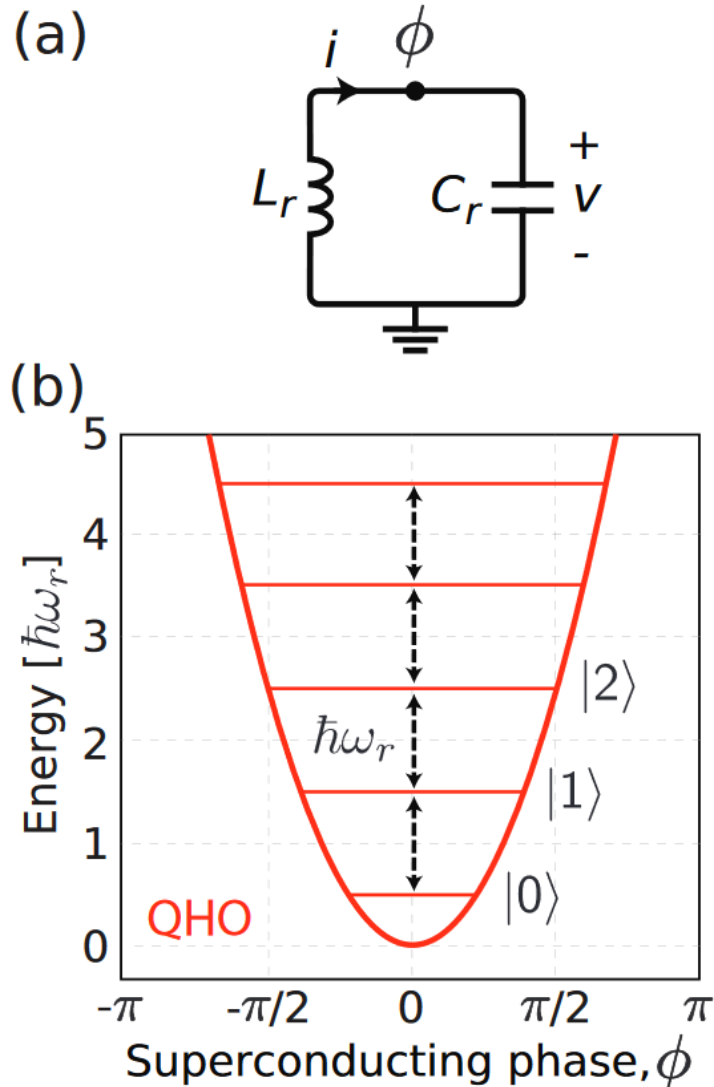 (a)
i
ϕ
L_r
C_r
+
v
-
(b)
Energy [ℏω_r]
5
4
3
2
1
0
ℏω_r
|2⟩
|1⟩
|0⟩
QHO
-π
-π/2
0
π/2
π
Superconducting phase, ϕ